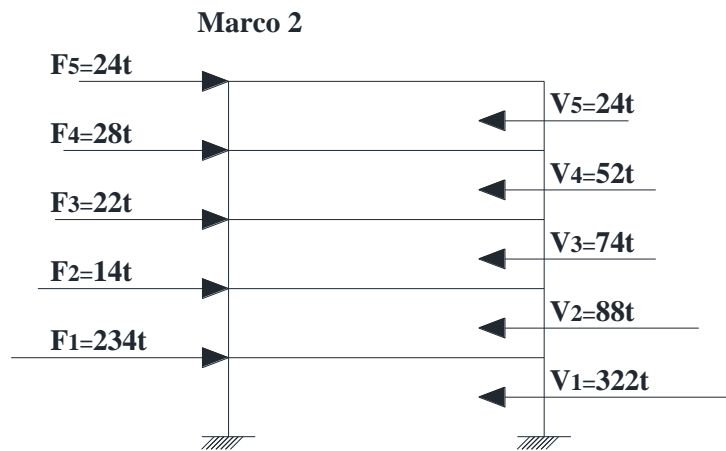 Marco 2
F5=24t
V5=24t
F4=28t
V4=52t
F3=22t
V3=74t
F2=14t
V2=88t
F1=234t
V1=322t